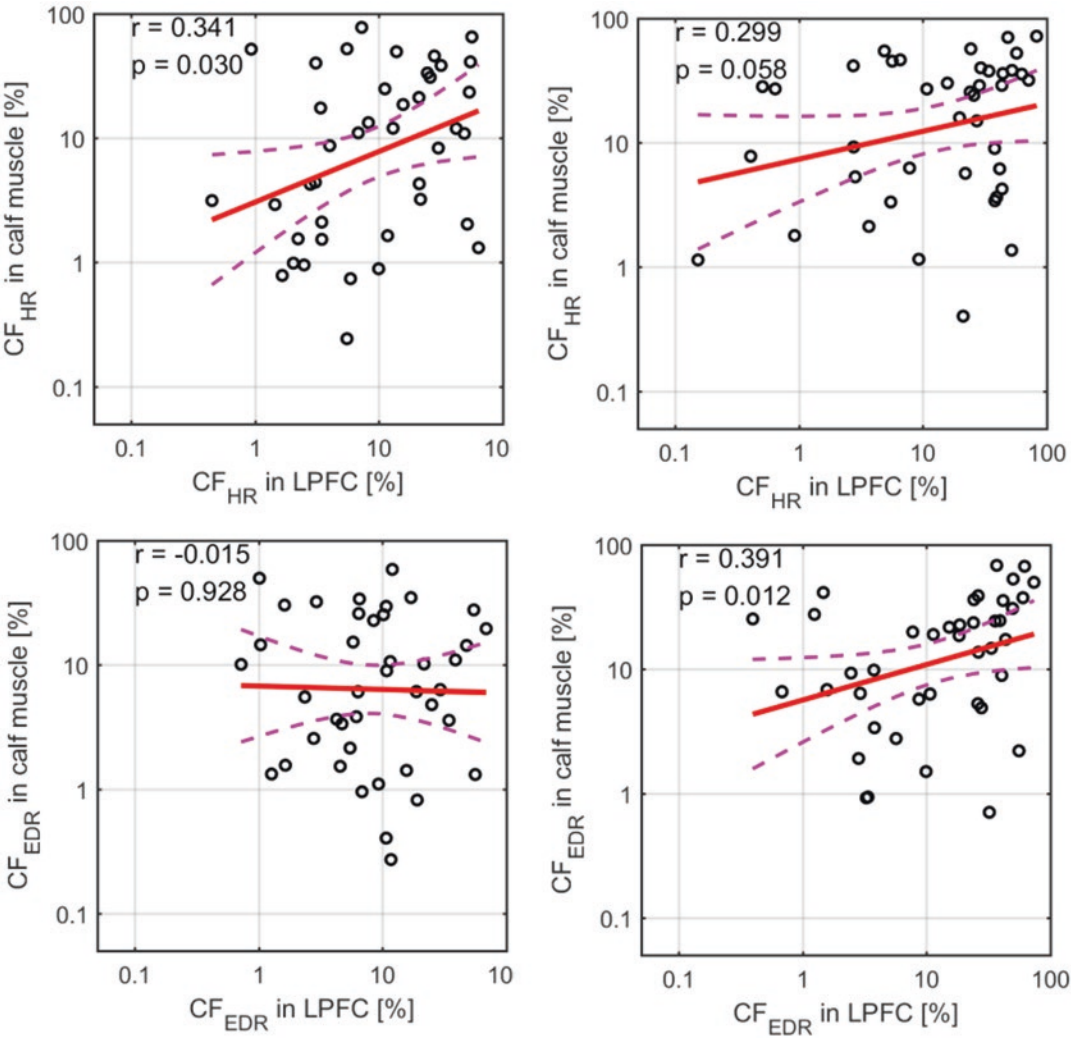 100
10
1
0.1
CF_HR in calf muscle [%]
r = 0.341
p = 0.030
0.1 1 10 10
CF_HR in LPFC [%]
100
10
1
0.1
CF_HR in calf muscle [%]
r = 0.299
p = 0.058
0.1 1 10 100
CF_HR in LPFC [%]
100
10
1
0.1
CF_EDR in calf muscle [%]
r = -0.015
p = 0.928
0.1 1 10 10
CF_EDR in LPFC [%]
100
10
1
0.1
CF_EDR in calf muscle [%]
r = 0.391
p = 0.012
0.1 1 10 100
CF_EDR in LPFC [%]